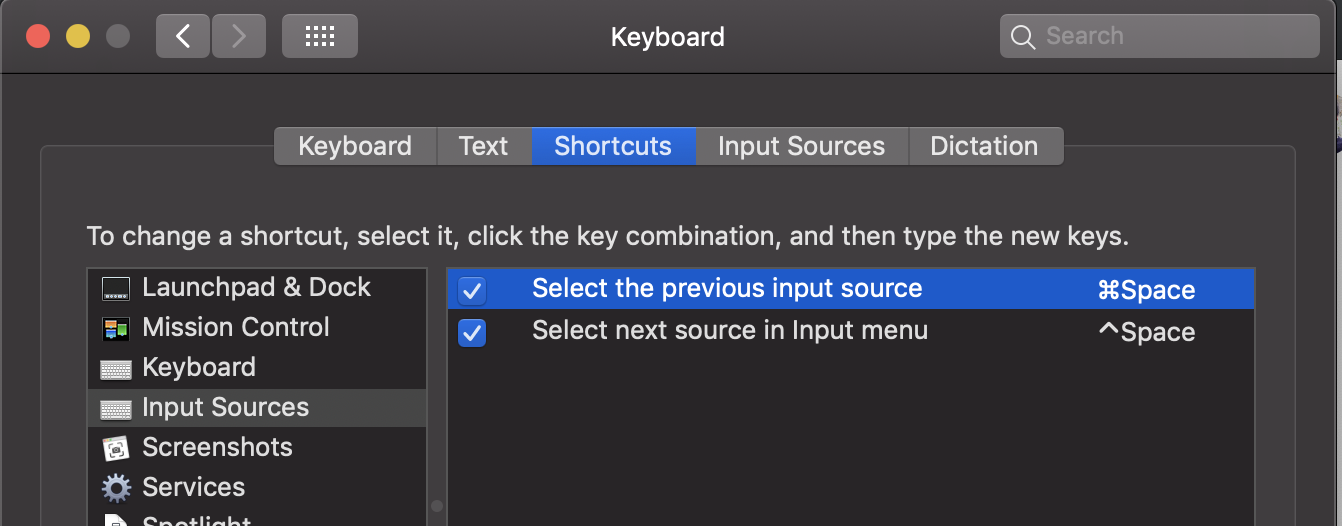 Keyboard
Search
Keyboard
Text
Shortcuts
Input Sources
Dictation
To change a shortcut, select it, click the key combination, and then type the new keys.
Launchpad & Dock
Mission Control
Keyboard
Input Sources
Screenshots
Services
Spotlight
Select the previous input source ⌘Space
Select next source in Input menu ^Space